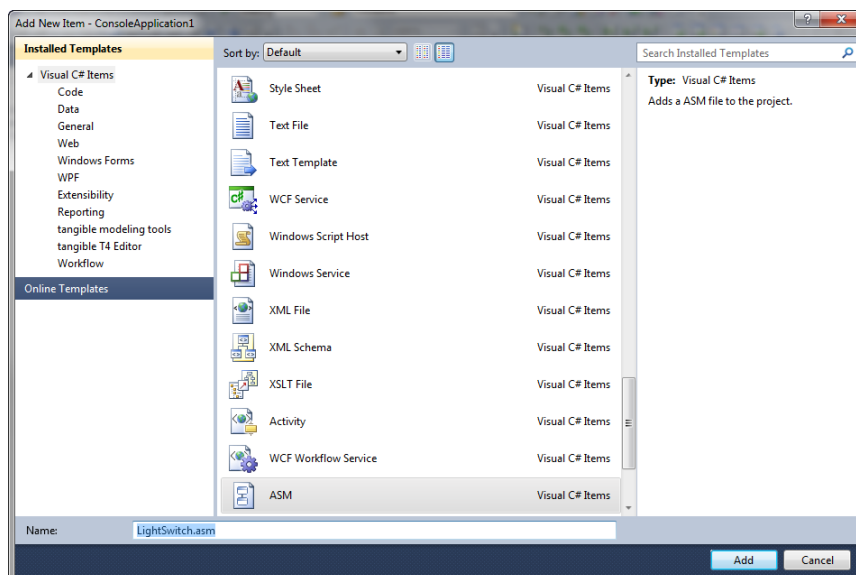 Add New Item - ConsoleApplication1
Installed Templates
Visual C# Items
Code
Data
General
Web
Windows Forms
WPF
Extensibility
Reporting
tangible modeling tools
tangible T4 Editor
Workflow
Online Templates
Sort by: Default
Style Sheet Visual C# Items
Text File Visual C# Items
Text Template Visual C# Items
WCF Service Visual C# Items
Windows Script Host Visual C# Items
Windows Service Visual C# Items
XML File Visual C# Items
XML Schema Visual C# Items
XSLT File Visual C# Items
Activity Visual C# Items
WCF Workflow Service Visual C# Items
ASM Visual C# Items
Search Installed Templates
Type: Visual C# Items
Adds a ASM file to the project.
Name: LightSwitch.asm
Add Cancel